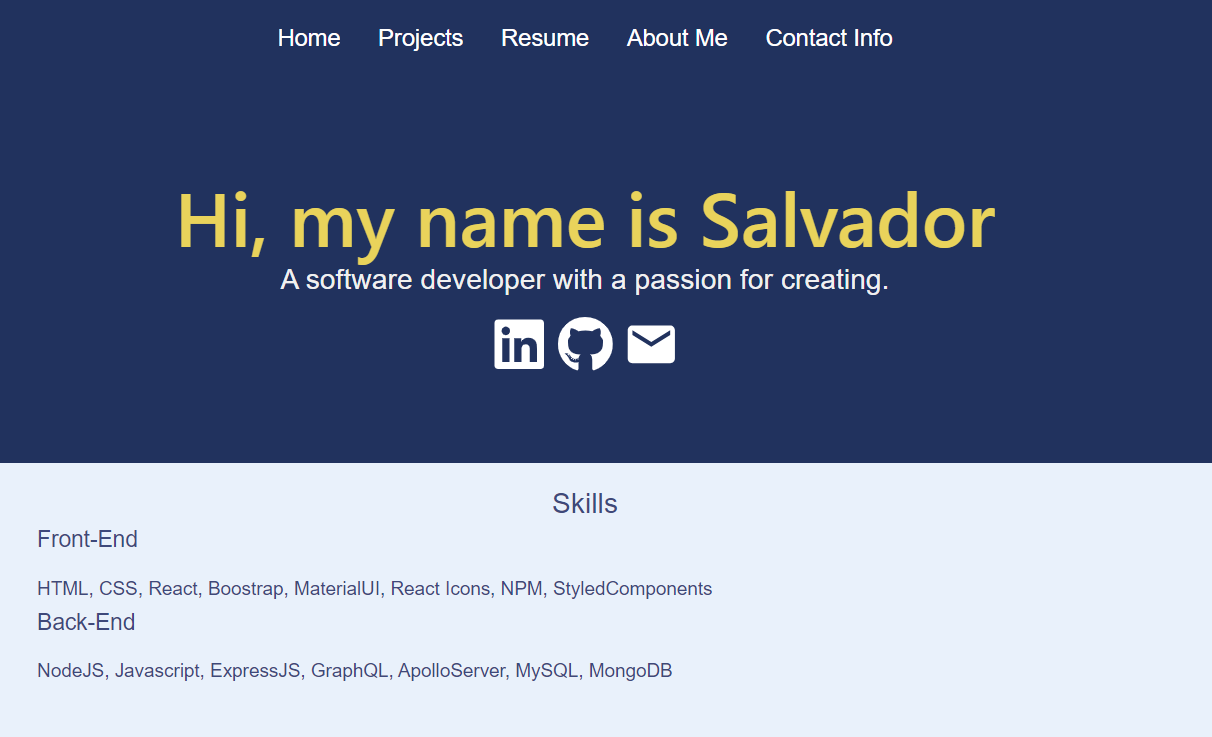 Home Projects Resume About Me Contact Info
Hi, my name is Salvador
A software developer with a passion for creating.
in
Skills
Front-End
HTML, CSS, React, Boostrap, MaterialUI, React Icons, NPM, StyledComponents
Back-End
NodeJS, Javascript, ExpressJS, GraphQL, ApolloServer, MySQL, MongoDB